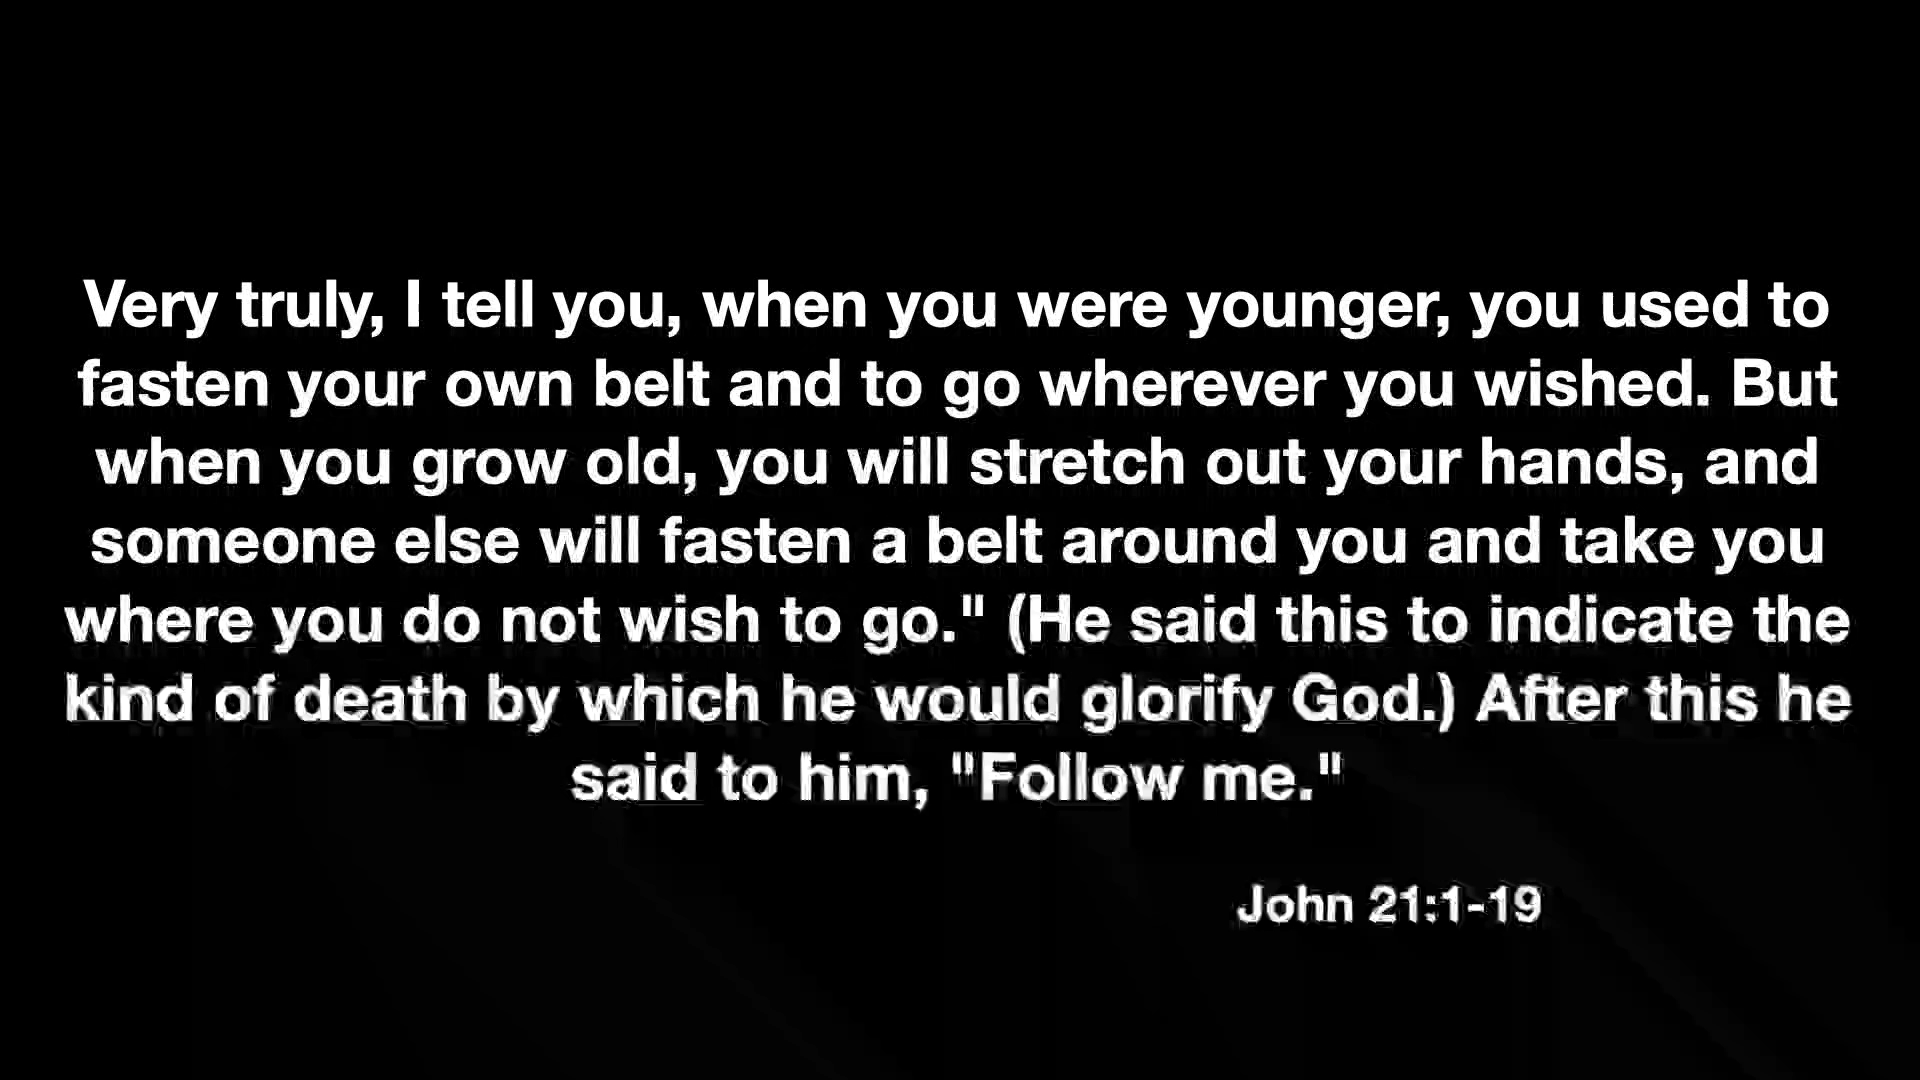 Very truly, I tell you, when you were younger, you used to
fasten your own belt and to go wherever you wished. But
when you grow old, you will stretch out your hands, and
someone else will fasten a belt around you and take you
where you do not wish to go." (He said this to indicate the
kind of death by which he would glorify God.) After this he
said to him, "Follow me."
John 21:1-19